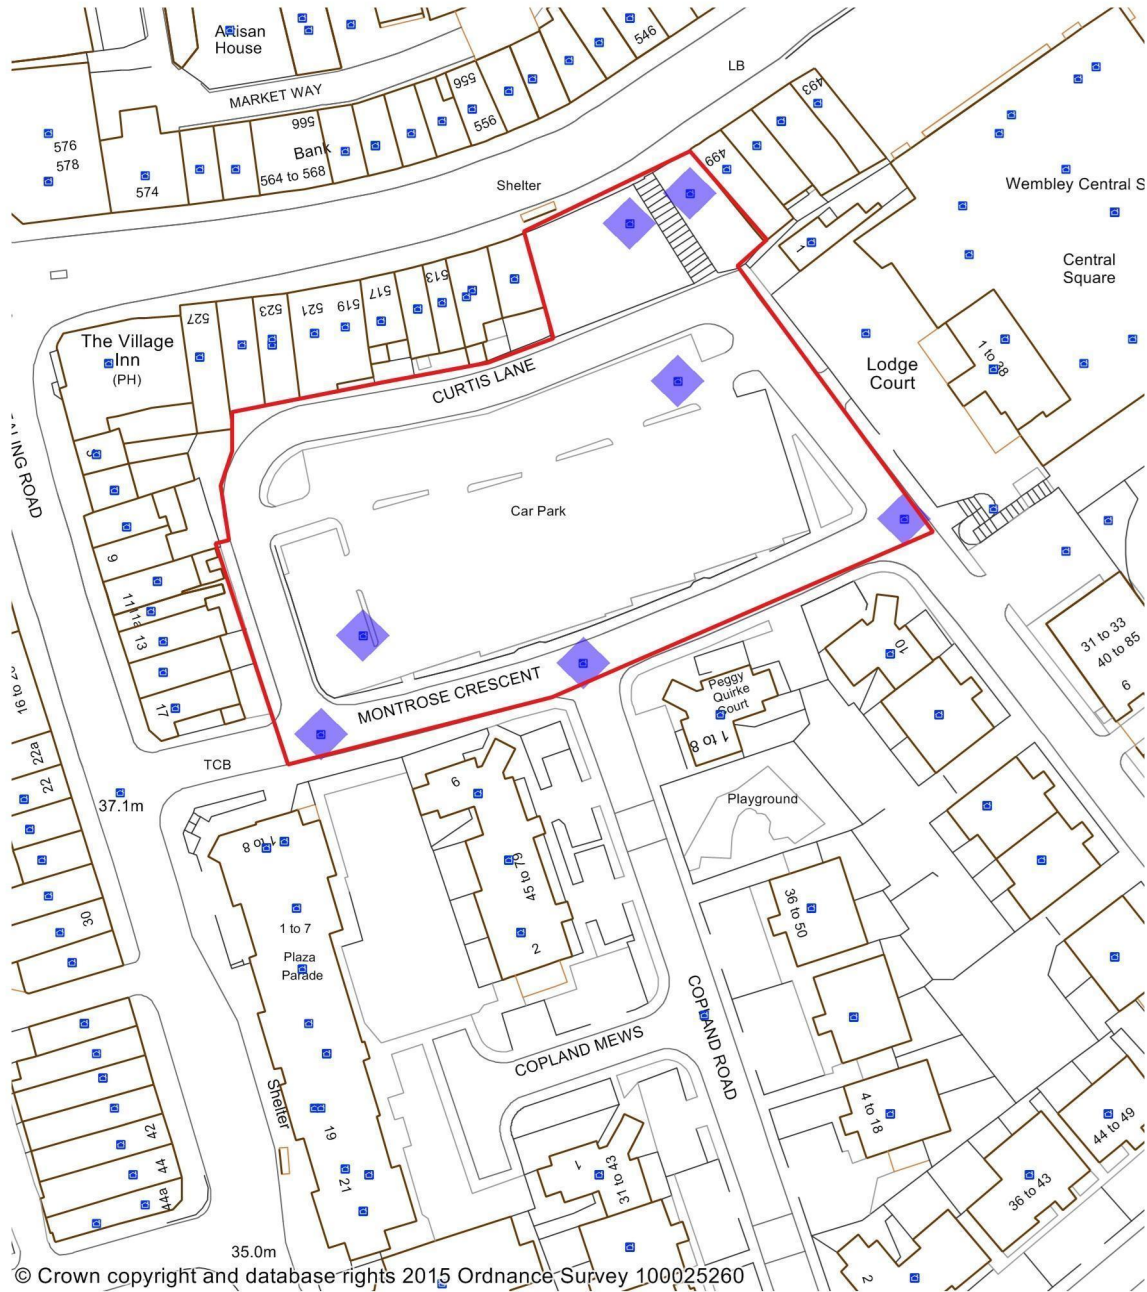 Artisan
House
546
LB
MARKET WAY
556
493
566
556
576
578
Bank
564 to 568
574
499
Shelter
Wembley Central S
1
Central
Square
513
517
519
521
523
527
The Village
Inn
(PH)
1 to 38
Lodge
Court
CURTIS LANE
ALING ROAD
Car Park
9
11
11a
13
17
10
31 to 33
40 to 85
6
MONTROSE CRESCENT
Peggy
Quirke
Court
1 to 8
TCB
22a
22
37.1m
Playground
9
1 to 8
45 to 79
36 to 50
30
1 to 7
Plaza
Parade
2
COPLAND ROAD
COPLAND MEWS
Shelter
19
21
42
44
44a
4 to 18
44 to 49
1
31 to 43
36 to 43
35.0m
2
© Crown copyright and database rights 2015 Ordnance Survey 100025260